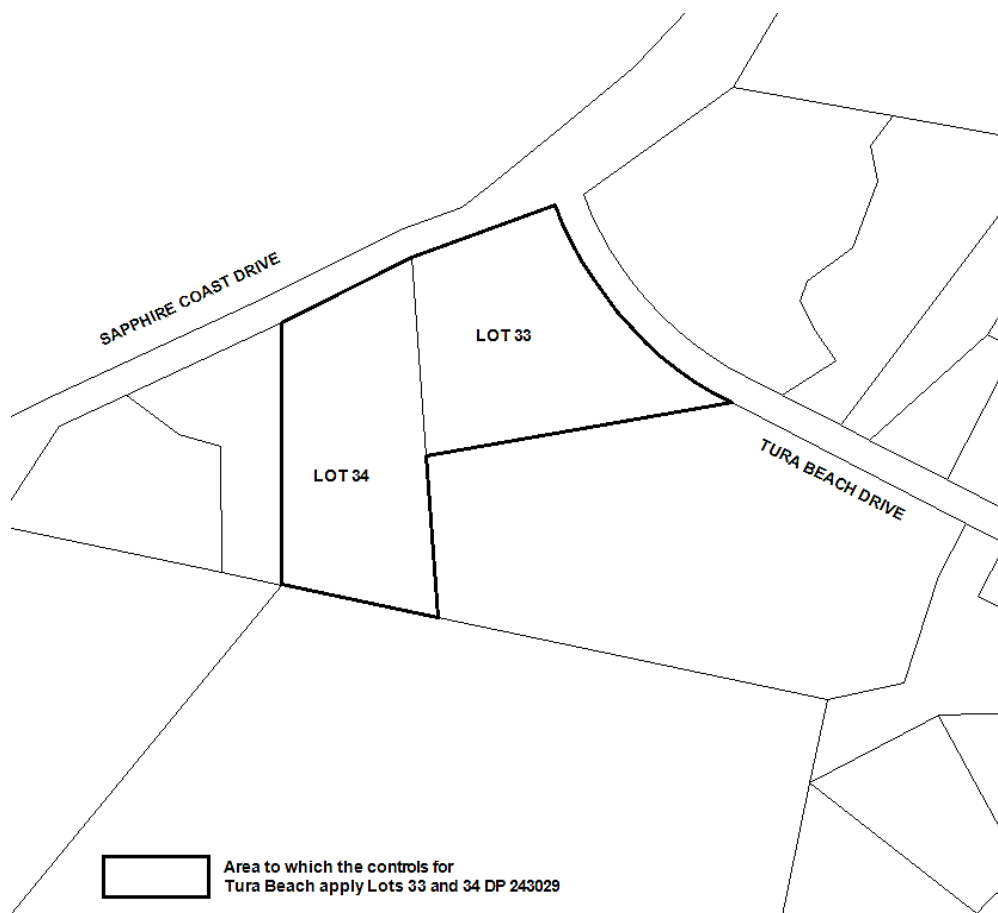 SAPPHIRE COAST DRIVE
LOT 33
LOT 34
TURA BEACH DRIVE
Area to which the controls for
Tura Beach apply Lots 33 and 34 DP 243029